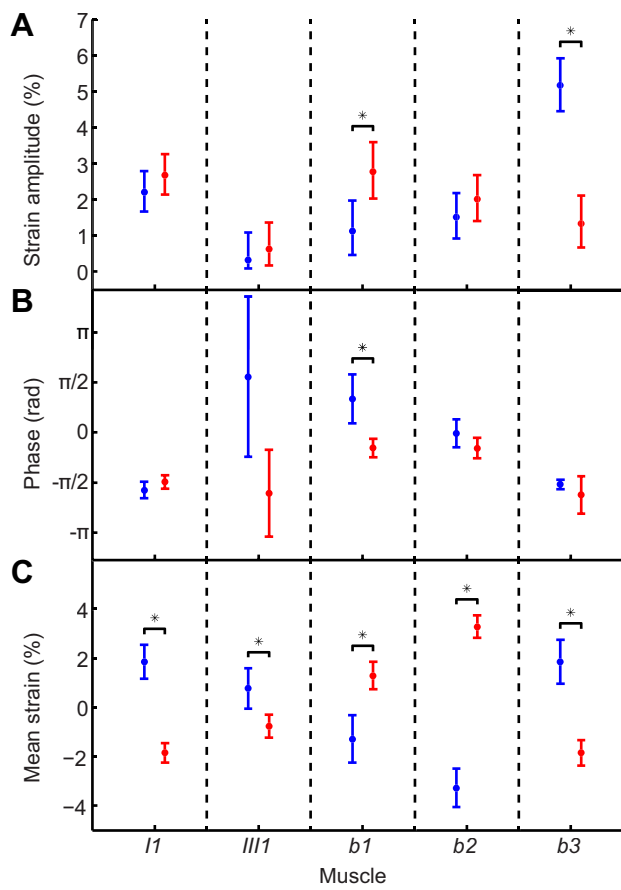 A
Strain amplitude (%)
7
6
5
4
3
2
1
0
*
*
B
Phase (rad)
π
π/2
0
-π/2
-π
*
C
Mean strain (%)
4
2
0
−2
−4
*
*
*
*
*
I1
III1
b1
b2
b3
Muscle